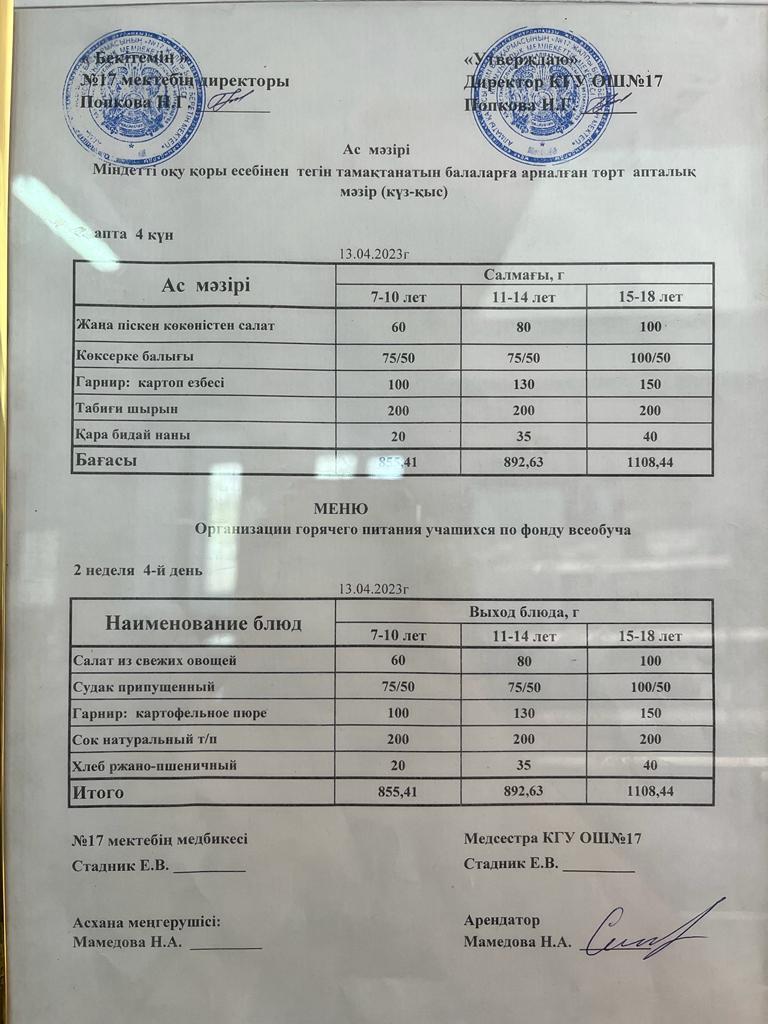 « Бекітемін »
№17 мектебің директоры
Попкова Н.Г.
«Утверждаю»
Директор КГУ ОШ№17
Попкова Н.Г.
Ас мәзірі
Міндетті оқу қоры есебінен тегін тамақтанатын балаларға арналған төрт апталық
мәзір (күз-қыс)
апта 4 күн
13.04.2023г
Ас мәзірі Салмағы, г
7-10 лет 11-14 лет 15-18 лет
Жаңа піскен көкөністен салат 60 80 100
Көксерке балығы 75/50 75/50 100/50
Гарнир: картоп езбесі 100 130 150
Табиғи шырын 200 200 200
Қара бидай наны 20 35 40
Бағасы 855,41 892,63 1108,44
МЕНЮ
Организации горячего питания учашихся по фонду всеобуча
2 неделя 4-й день
13.04.2023г
Наименование блюд Выход блюда, г
7-10 лет 11-14 лет 15-18 лет
Салат из свежих овощей 60 80 100
Судак припущенный 75/50 75/50 100/50
Гарнир: картофельное пюре 100 130 150
Сок натуральный т/п 200 200 200
Хлеб ржано-пшеничный 20 35 40
Итого 855,41 892,63 1108,44
№17 мектебің медбикесі
Стадник Е.В.
Медсестра КГУ ОШ№17
Стадник Е.В.
Асхана меңгерушісі:
Мамедова Н.А.
Арендатор
Мамедова Н.А.